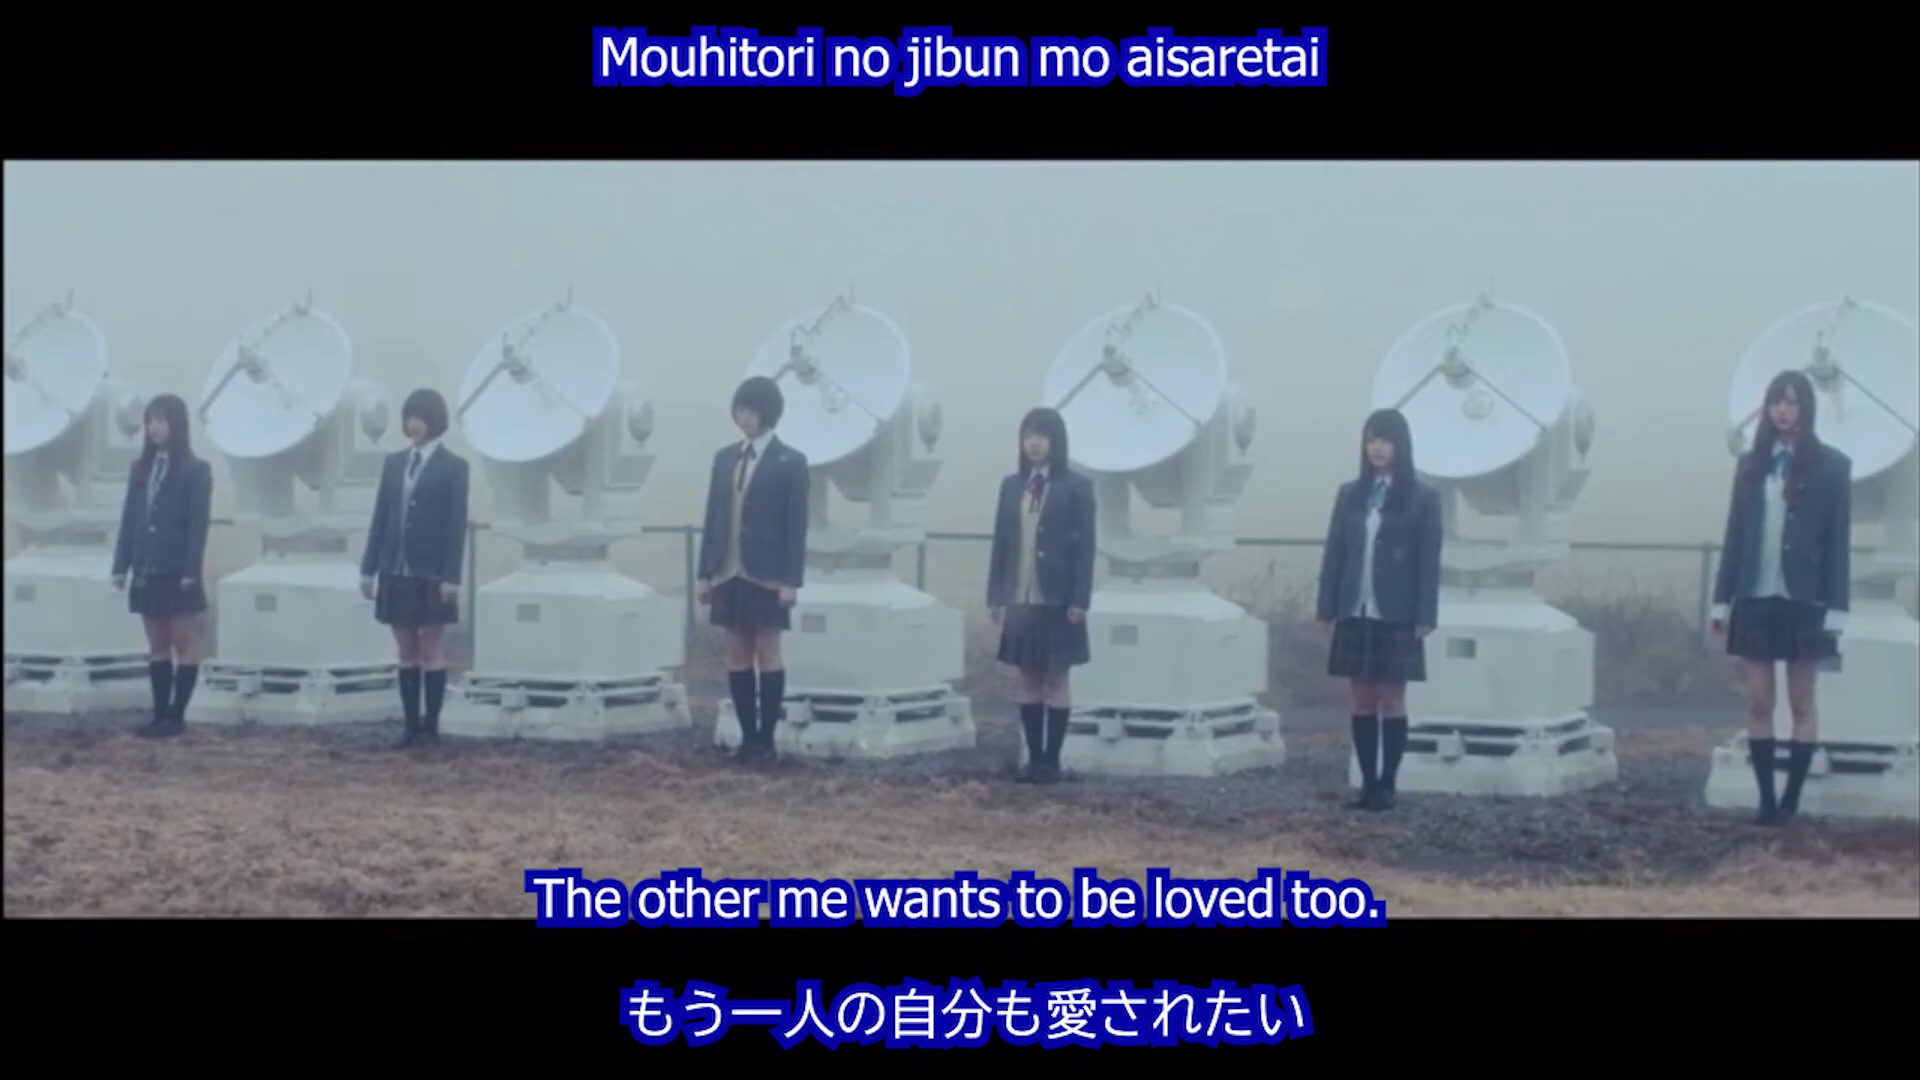 Mouhitori no jibun mo aisaretai
The other me wants to be loved too.
もう一人の自分も愛されたい